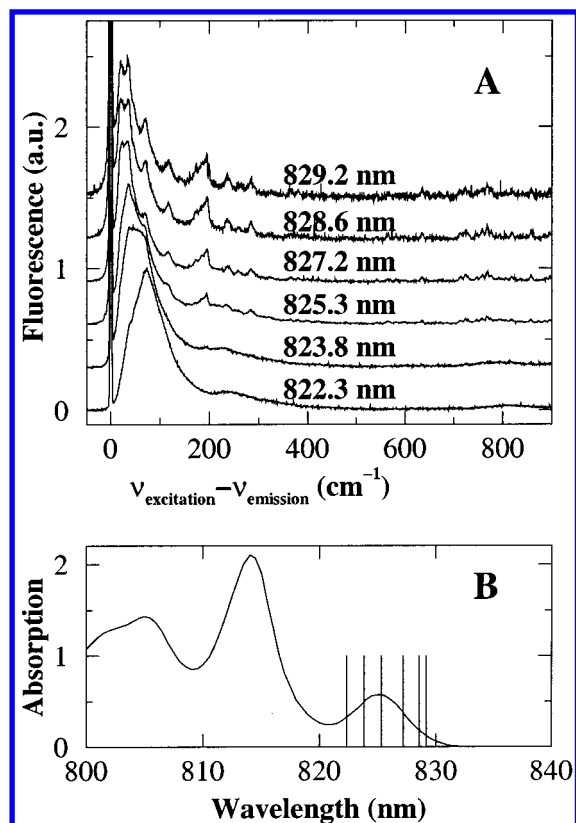 A
2
1
0
Fluorescence (a.u.)
829.2 nm
828.6 nm
827.2 nm
825.3 nm
823.8 nm
822.3 nm
0 200 400 600 800
νexcitation−νemission (cm−1)
B
2
1
0
Absorption
800 810 820 830 840
Wavelength (nm)